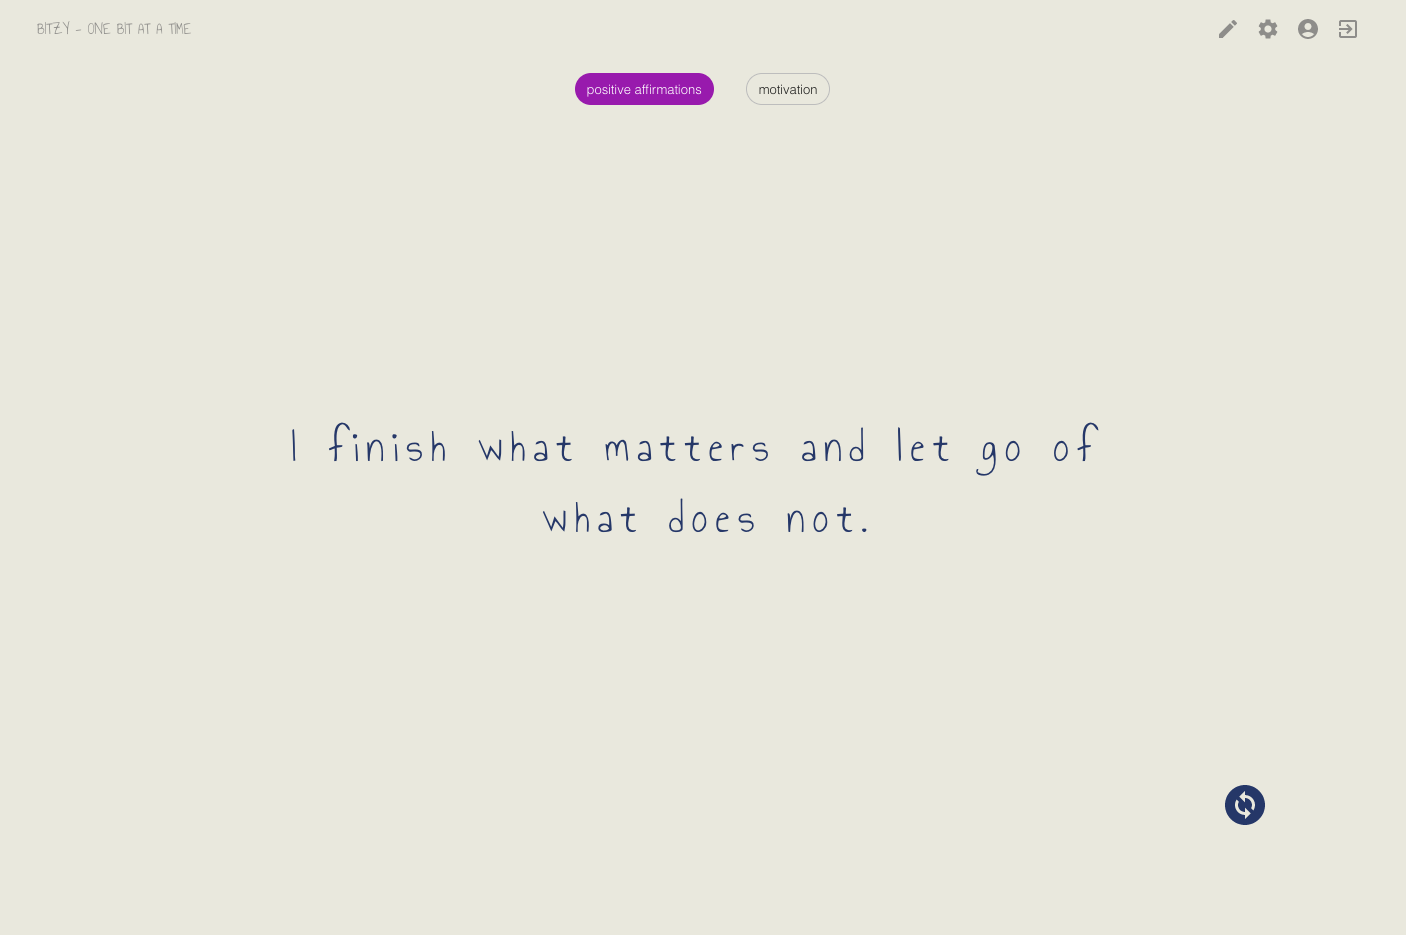 BITZY - ONE BIT AT A TIME
positive affirmations
motivation
I finish what matters and let go of
what does not.